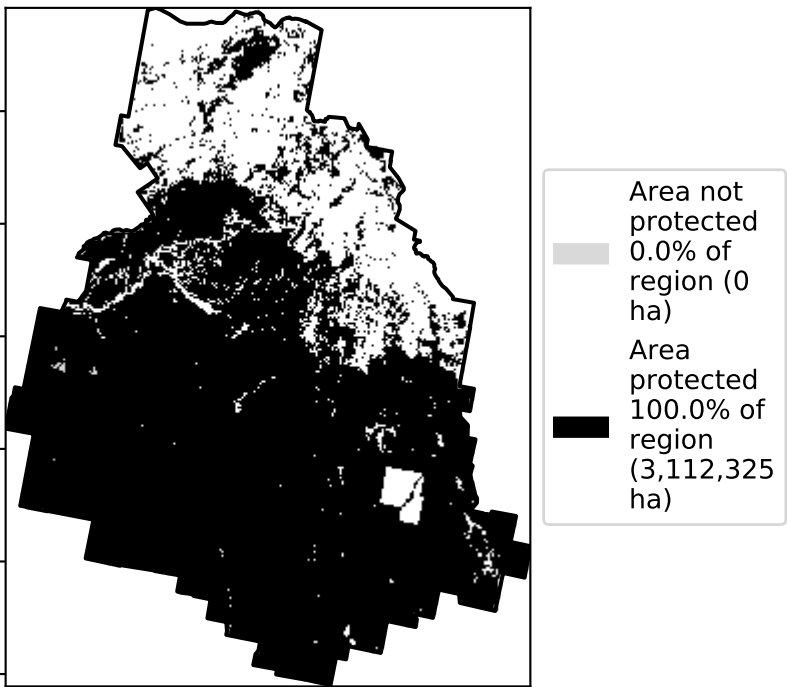 Area not
protected
0.0% of
region (0
ha)
Area
protected
100.0% of
region
(3,112,325
ha)